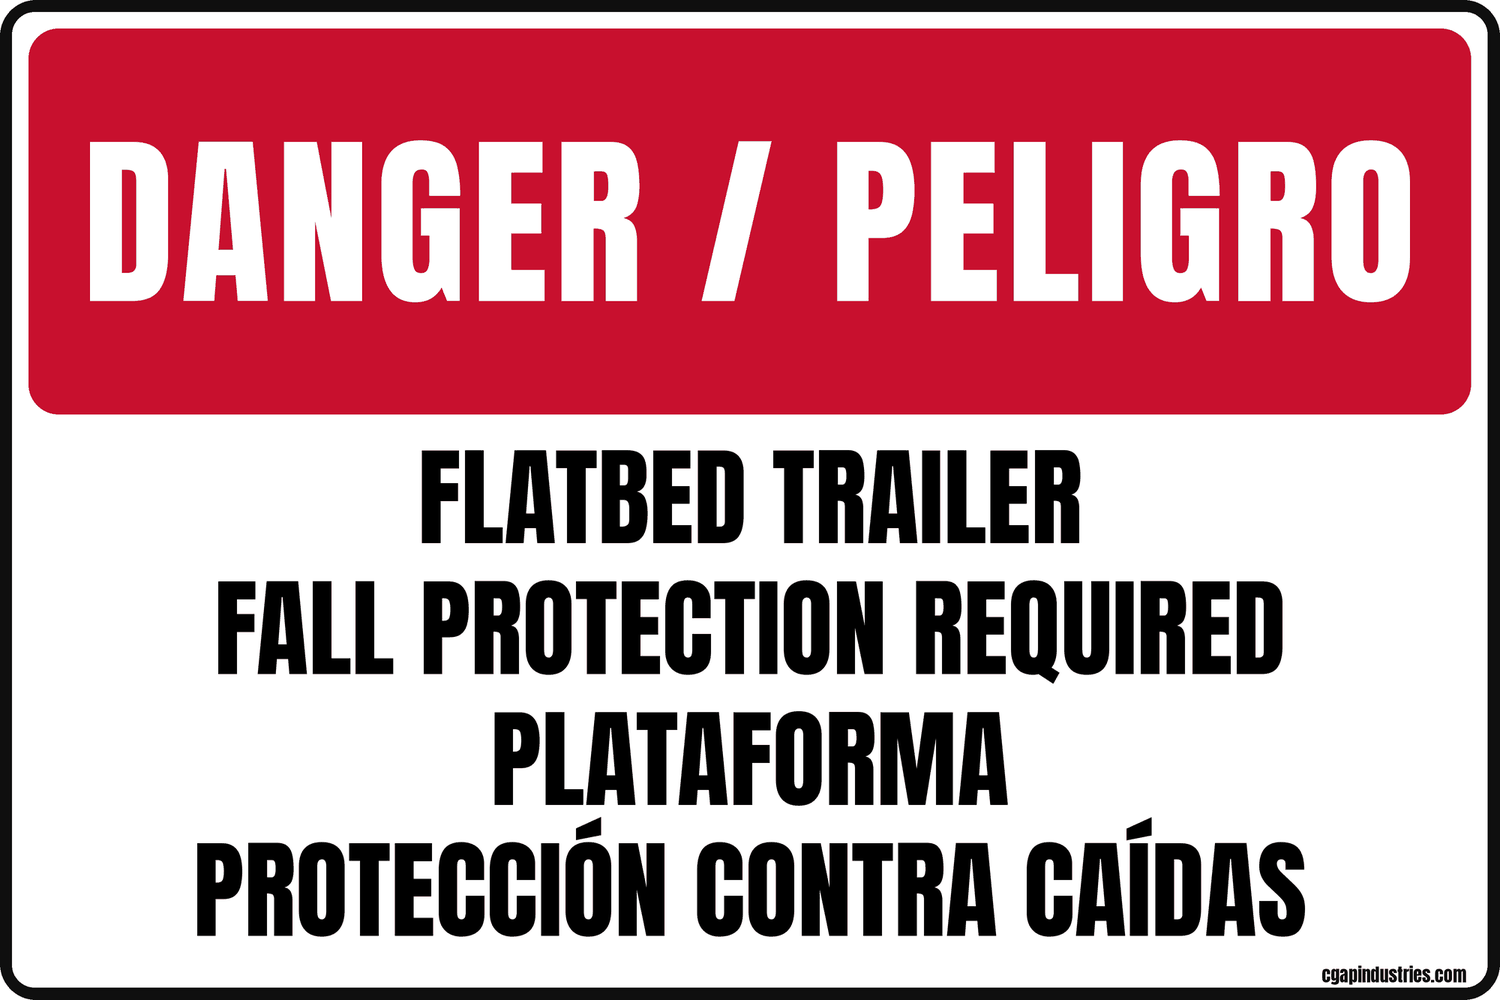 DANGER / PELIGRO
FLATBED TRAILER
FALL PROTECTION REQUIRED
PLATAFORMA
PROTECCIÓN CONTRA CAÍDAS
cgapindustries.com